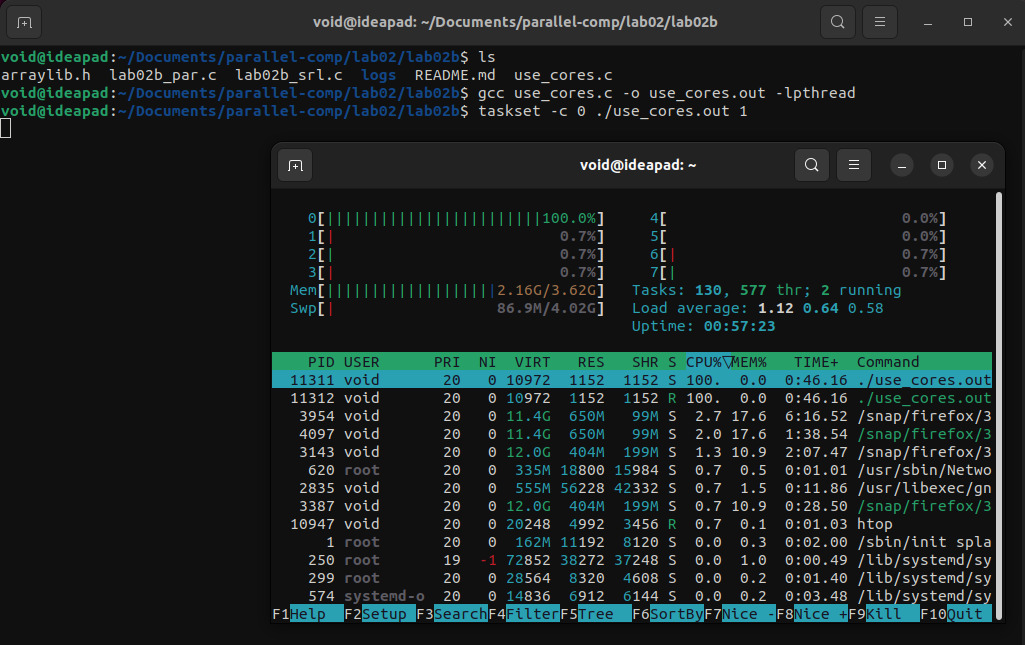 void@ideapad: ~/Documents/parallel-comp/lab02/lab02b
void@ideapad:~/Documents/parallel-comp/lab02/lab02b$ ls
arraylib.h  lab02b_par.c  lab02b_srl.c  logs  README.md  use_cores.c
void@ideapad:~/Documents/parallel-comp/lab02/lab02b$ gcc use_cores.c -o use_cores.out -lpthread
void@ideapad:~/Documents/parallel-comp/lab02/lab02b$ taskset -c 0 ./use_cores.out 1
void@ideapad: ~
0[||||||||||||||||||||||||100.0%]   4[ 0.0%]
1[| 0.7%]   5[ 0.0%]
2[| 0.7%]   6[| 0.7%]
3[| 0.7%]   7[| 0.7%]
Mem[|||||||||||||||||||2.16G/3.62G]   Tasks: 130, 577 thr; 2 running
Swp[| 86.9M/4.02G]   Load average: 1.12 0.64 0.58
Uptime: 00:57:23
PID USER PRI NI VIRT RES SHR S CPU%▽MEM% TIME+ Command
11311 void 20 0 10972 1152 1152 S 100. 0.0 0:46.16 ./use_cores.out
11312 void 20 0 10972 1152 1152 R 100. 0.0 0:46.16 ./use_cores.out
3954 void 20 0 11.4G 650M 99M S 2.7 17.6 6:16.52 /snap/firefox/3
4097 void 20 0 11.4G 650M 99M S 2.0 17.6 1:38.54 /snap/firefox/3
3143 void 20 0 12.0G 404M 199M S 1.3 10.9 2:07.47 /snap/firefox/3
620 root 20 0 335M 18800 15984 S 0.7 0.5 0:01.01 /usr/sbin/Netwo
2835 void 20 0 555M 56228 42332 S 0.7 1.5 0:11.86 /usr/libexec/gn
3387 void 20 0 12.0G 404M 199M S 0.7 10.9 0:28.50 /snap/firefox/3
10947 void 20 0 20248 4992 3456 R 0.7 0.1 0:01.03 htop
1 root 20 0 162M 11192 8120 S 0.0 0.3 0:02.00 /sbin/init spla
250 root 19 -1 72852 38272 37248 S 0.0 1.0 0:00.49 /lib/systemd/sy
299 root 20 0 28564 8320 4608 S 0.0 0.2 0:01.40 /lib/systemd/sy
574 systemd-o 20 0 14836 6912 6144 S 0.0 0.2 0:03.48 /lib/systemd/sy
F1Help F2Setup F3SearchF4FilterF5Tree F6SortByF7Nice -F8Nice +F9Kill F10Quit